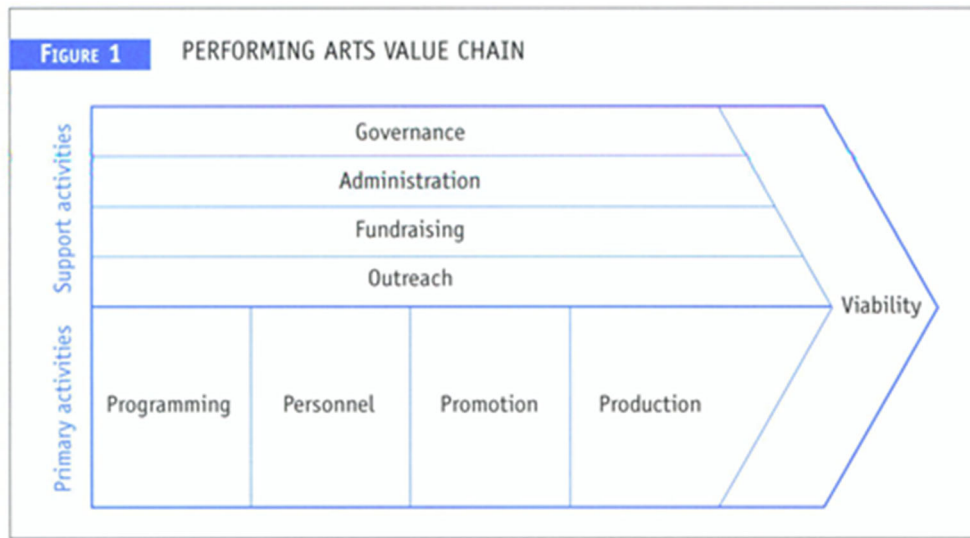 FIGURE 1
PERFORMING ARTS VALUE CHAIN
Support activities
Governance
Administration
Fundraising
Outreach
Viability
Primary activities
Programming
Personnel
Promotion
Production